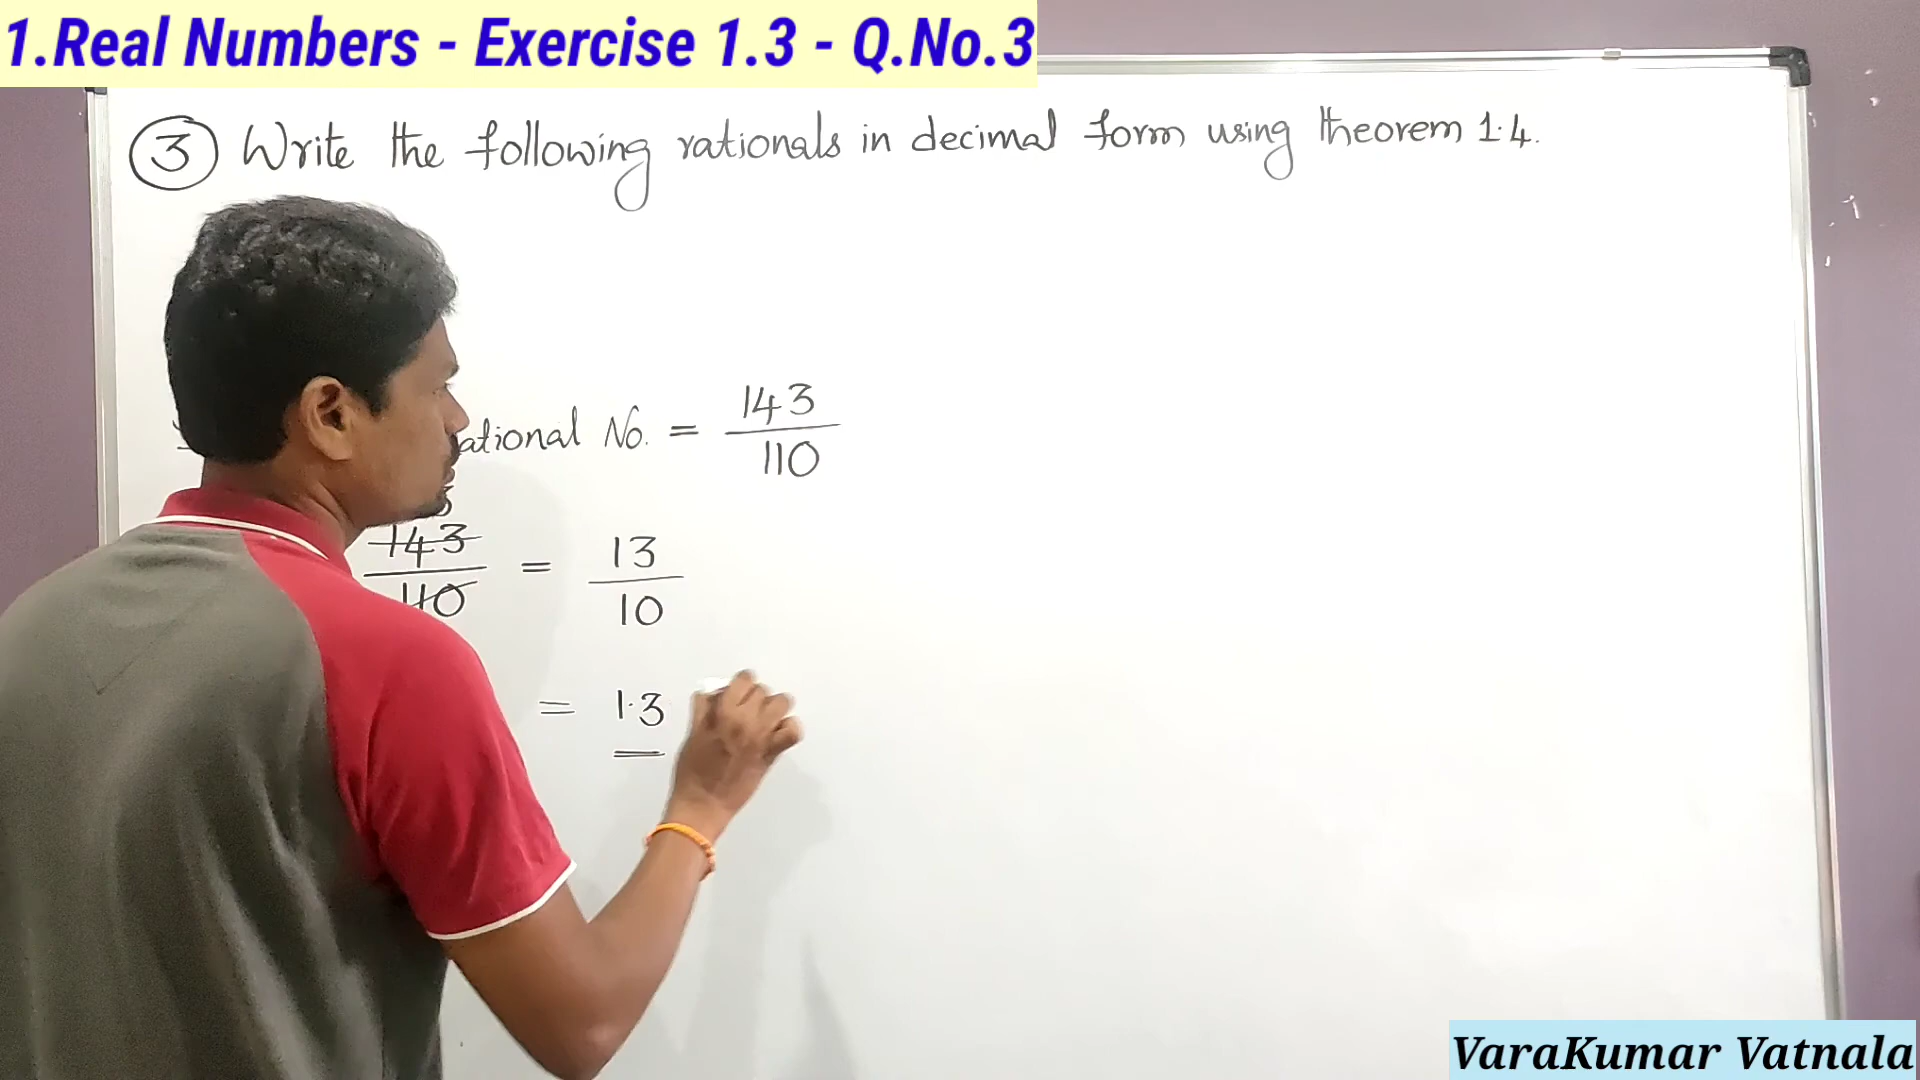 1.Real Numbers - Exercise 1.3 - Q.No.3
3 Write the following rationals in decimal form using theorem 1.4.
No. = 143/110
143/110 = 13/10
= 1.3
VaraKumar Vatnala